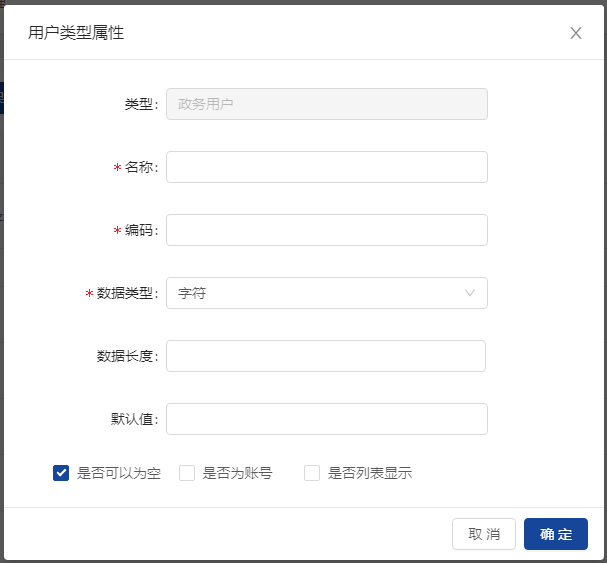 用户类型属性
类型: 政务用户
* 名称:
* 编码:
* 数据类型: 字符
数据长度:
默认值:
是否可以为空 是否为账号 是否列表显示
取 消 确 定